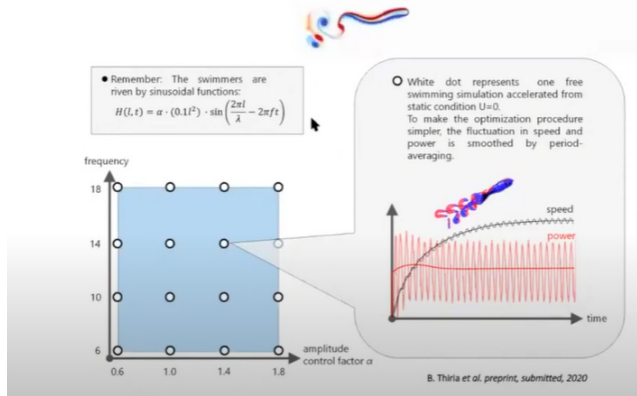 ● Remember: The swimmers are
riven by sinusoidal functions:
H(l,t) = α · (0.1l²) · sin(2πl/λ − 2πft)
White dot represents one free
swimming simulation accelerated from
static condition U=0.
To make the optimization procedure
simpler, the fluctuation in speed and
power is smoothed by period-
averaging.
frequency
18
14
10
6
0.6 1.0 1.4 1.8
amplitude
control factor α
speed
power
time
B. Thiria et al. preprint, submitted, 2020